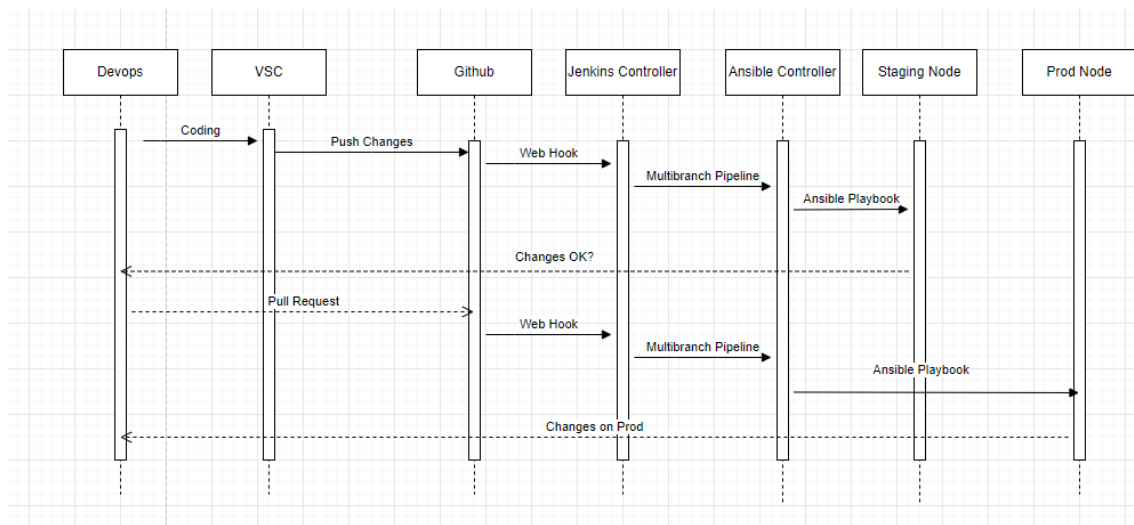 Devops
VSC
Github
Jenkins Controller
Ansible Controller
Staging Node
Prod Node
Coding
Push Changes
Web Hook
Multibranch Pipeline
Ansible Playbook
Changes OK?
Pull Request
Web Hook
Multibranch Pipeline
Ansible Playbook
Changes on Prod